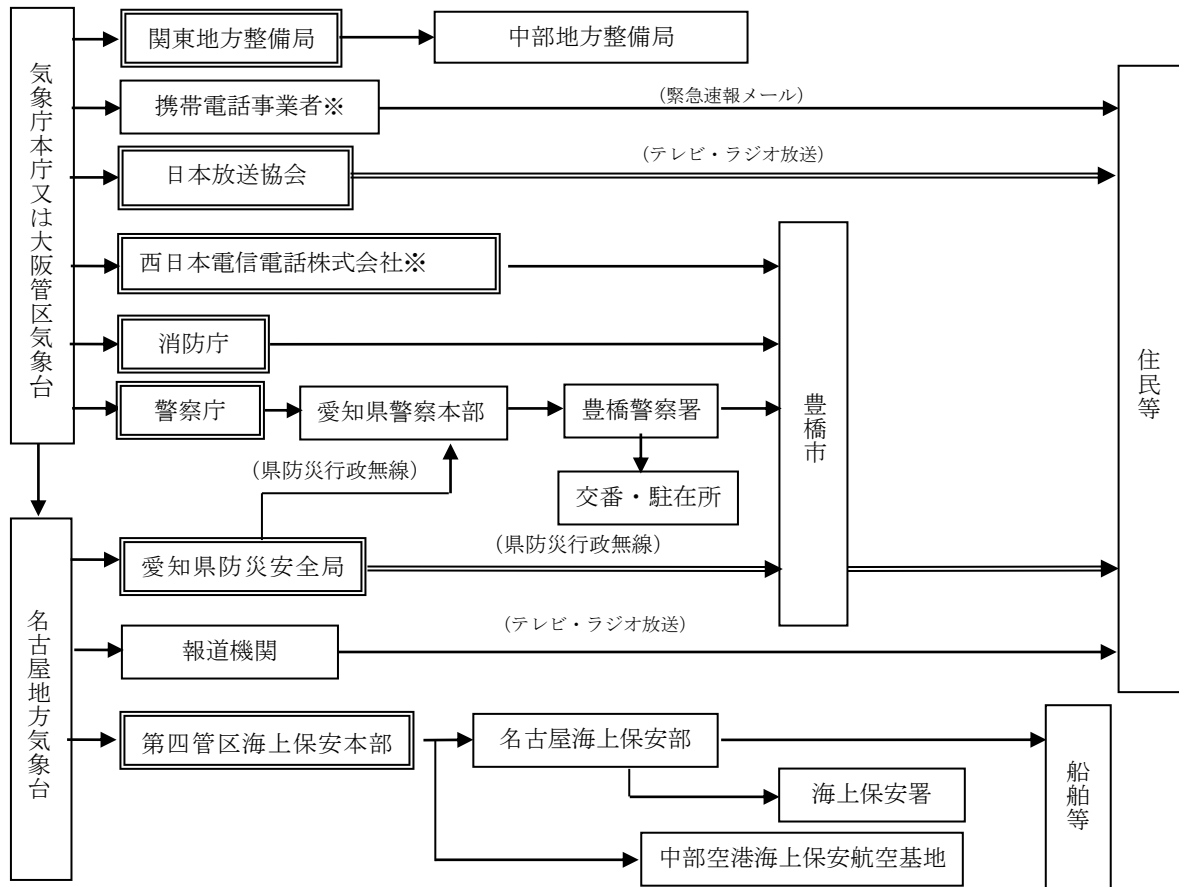 気象庁本庁又は大阪管区気象台
関東地方整備局
中部地方整備局
携帯電話事業者※
(緊急速報メール)
日本放送協会
(テレビ・ラジオ放送)
西日本電信電話株式会社※
消防庁
警察庁
愛知県警察本部
豊橋警察署
豊橋市
住民等
(県防災行政無線)
交番・駐在所
名古屋地方気象台
愛知県防災安全局
(県防災行政無線)
報道機関
(テレビ・ラジオ放送)
第四管区海上保安本部
名古屋海上保安部
船舶等
海上保安署
中部空港海上保安航空基地